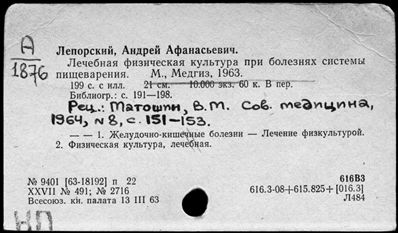 А
1876
Лепорский, Андрей Афанасьевич.
Лечебная физическая культура при болезнях системы
пищеварения. М., Медгиз, 1963.
199 с. с илл. 21 см. 10.000 экз. 60 к. В пер.
Библиогр.: с. 191—198.
Рец.: Матошин, В.М. Сов. медицина,
1964, N 8, с. 151-153.
— — 1. Желудочно-кишечные болезни — Лечение физкультурой.
2. Физическая культура, лечебная.
№ 9401 [63-18192] п 22
XXVII № 491; № 2716
Всесоюз. кн. палата 13 III 63
616В3
616.3-08+615.825+[016.3]
Л484
НП